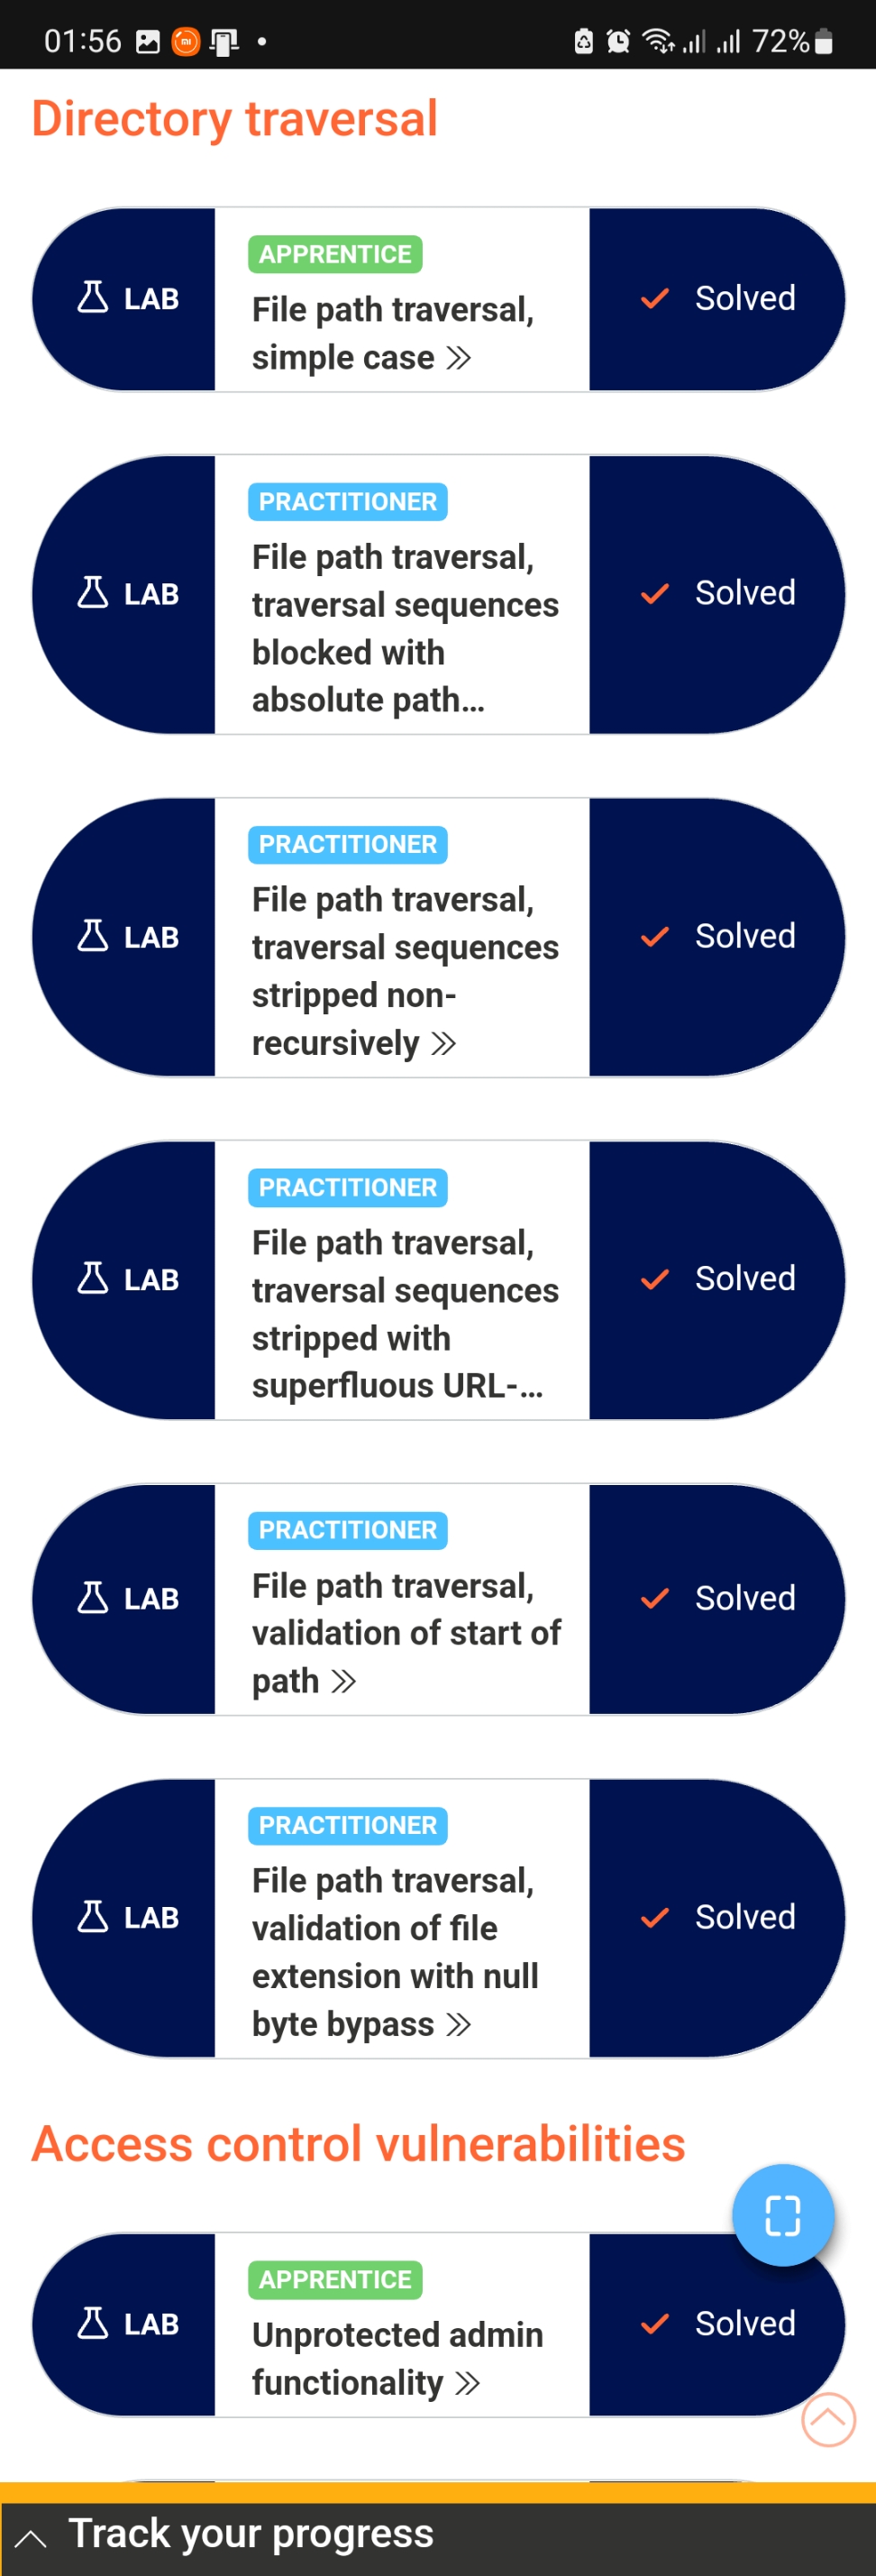 01:56
72%
Directory traversal
LAB
APPRENTICE
File path traversal,
simple case
Solved
LAB
PRACTITIONER
File path traversal,
traversal sequences
blocked with
absolute path...
Solved
LAB
PRACTITIONER
File path traversal,
traversal sequences
stripped non-
recursively
Solved
LAB
PRACTITIONER
File path traversal,
traversal sequences
stripped with
superfluous URL-...
Solved
LAB
PRACTITIONER
File path traversal,
validation of start of
path
Solved
LAB
PRACTITIONER
File path traversal,
validation of file
extension with null
byte bypass
Solved
Access control vulnerabilities
LAB
APPRENTICE
Unprotected admin
functionality
Solved
Track your progress